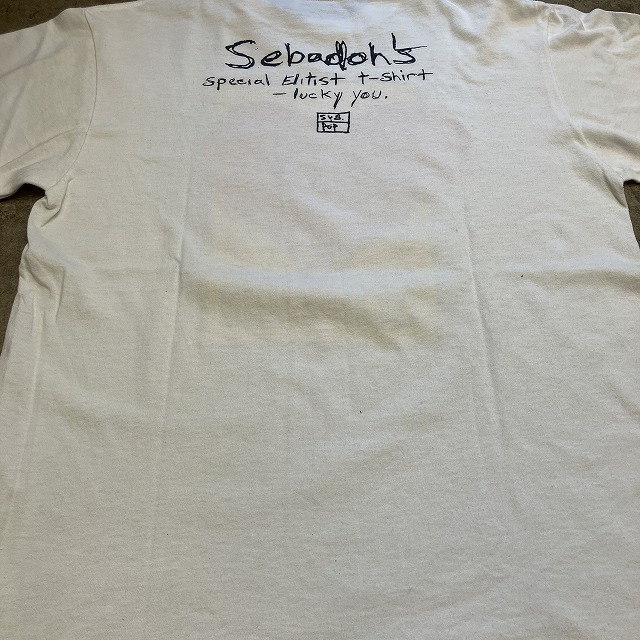 Sebadoh's
special Elitist t-shirt
- lucky you.
SUB
POP